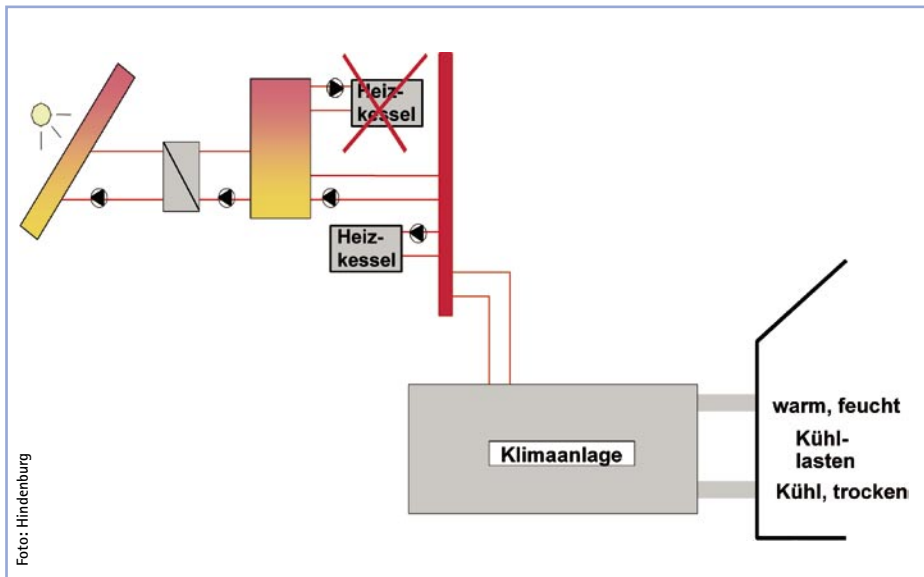 Heiz-
kessel
Heiz-
kessel
Klimaanlage
warm, feucht
Kühl-
lasten
Kühl, trocken
Foto: Hindenburg